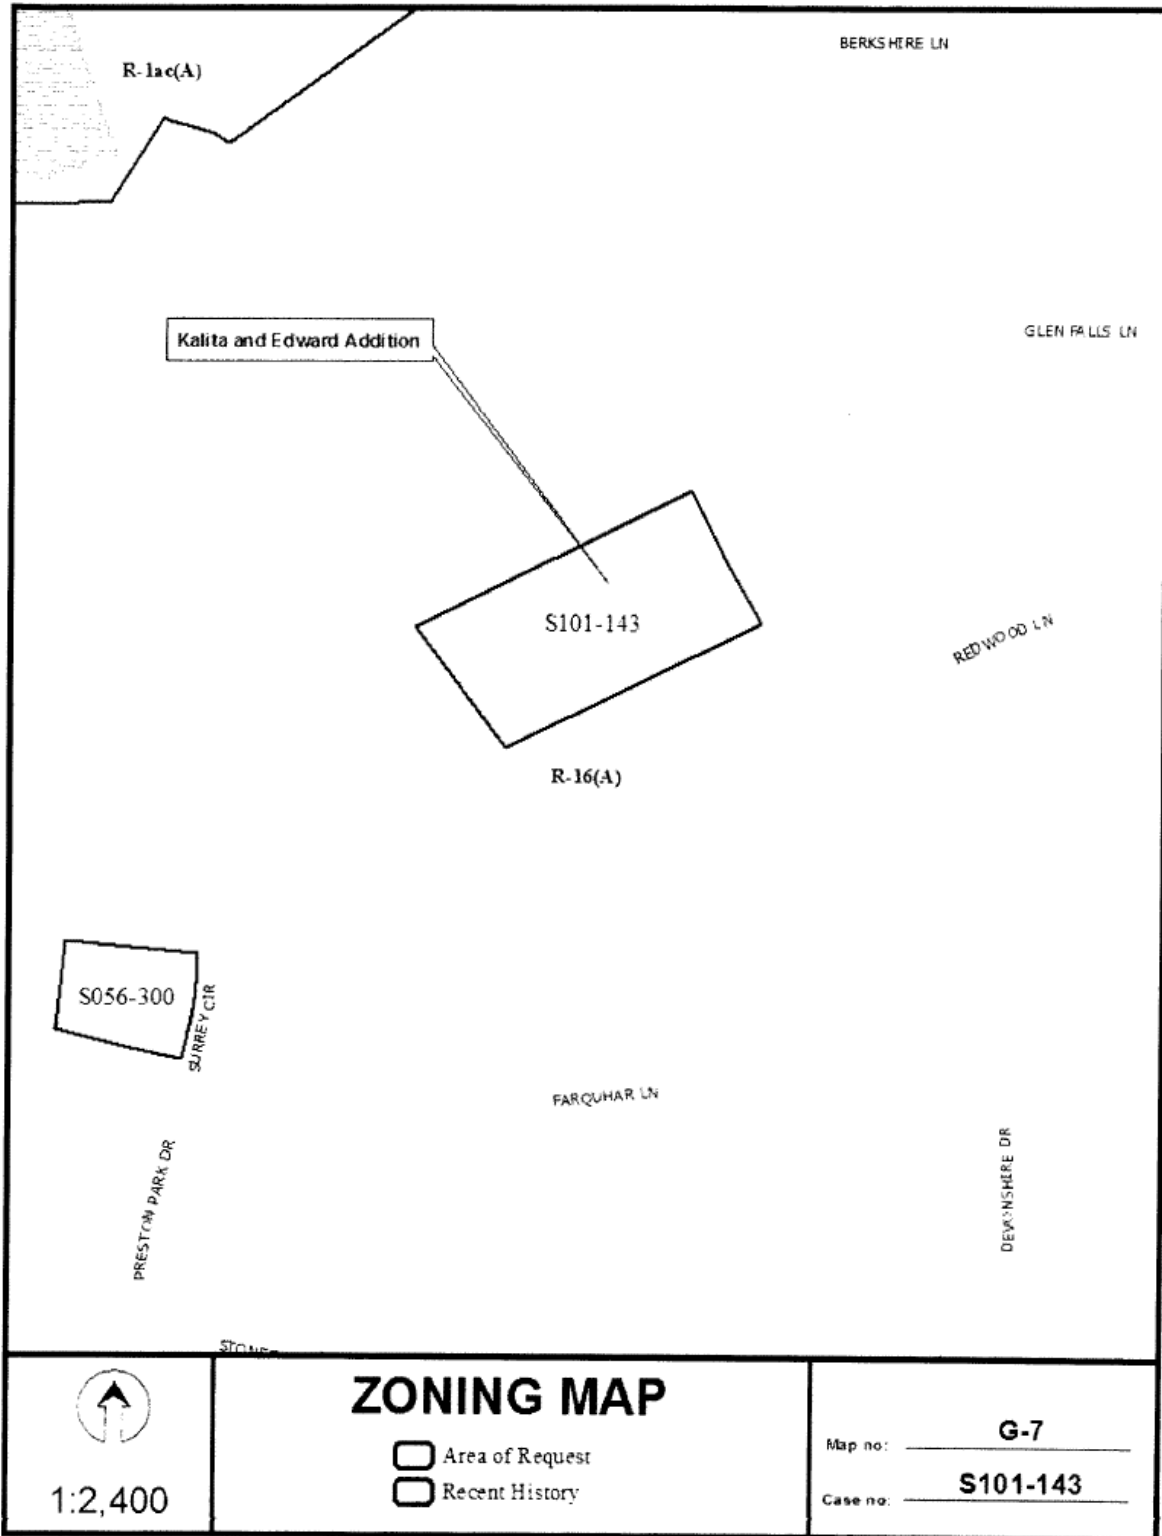 BERKSHIRE LN
R-1ac(A)
GLEN FALLS LN
Kalita and Edward Addition
S101-143
REDWOOD LN
R-16(A)
S056-300
SURREY CIR
FARQUHAR LN
PRESTON PARK DR
DEVONSHIRE DR
1:2,400
ZONING MAP
Area of Request
Recent History
Map no: G-7
Case no: S101-143